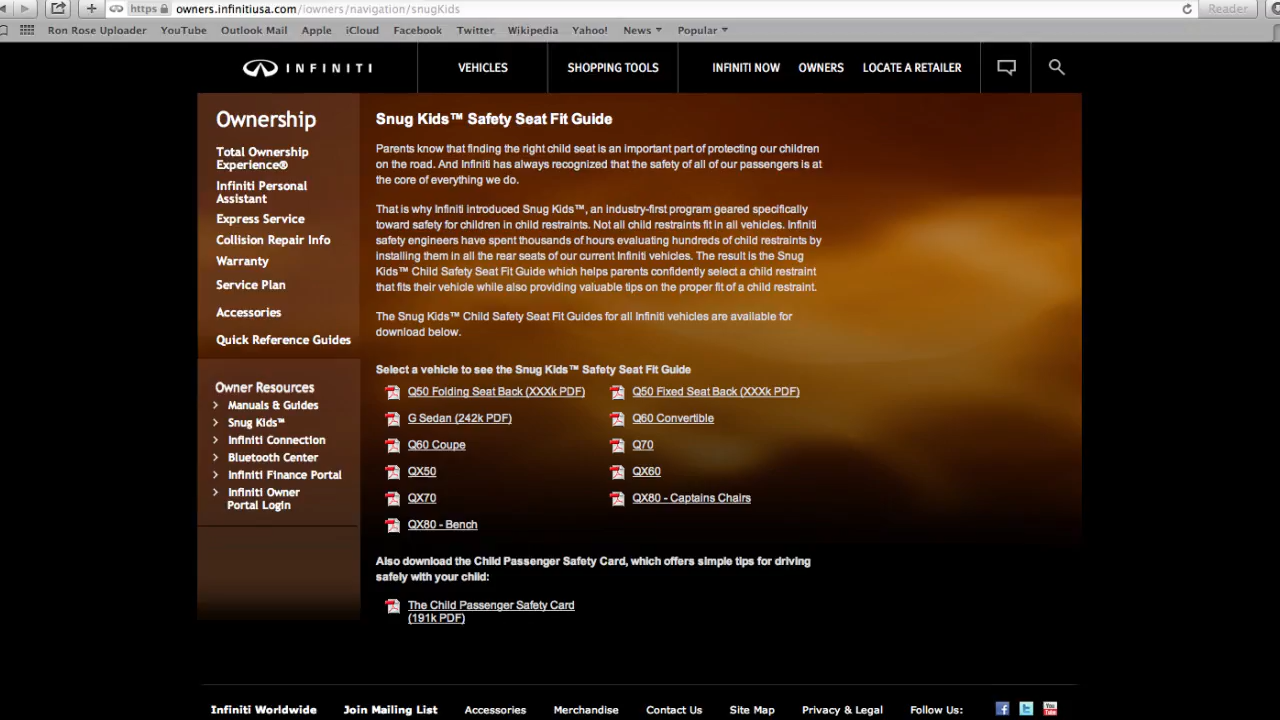 https owners.infinitiusa.com/iowners/navigation/snugKids
Reader
Ron Rose Uploader YouTube Outlook Mail Apple iCloud Facebook Twitter Wikipedia Yahoo! News Popular
INFINITI VEHICLES SHOPPING TOOLS INFINITI NOW OWNERS LOCATE A RETAILER
Ownership
Total Ownership
Experience®
Infiniti Personal
Assistant
Express Service
Collision Repair Info
Warranty
Service Plan
Accessories
Quick Reference Guides
Owner Resources
Manuals & Guides
Snug Kids™
Infiniti Connection
Bluetooth Center
Infiniti Finance Portal
Infiniti Owner
Portal Login
Snug Kids™ Safety Seat Fit Guide
Parents know that finding the right child seat is an important part of protecting our children
on the road. And Infiniti has always recognized that the safety of all of our passengers is at
the core of everything we do.
That is why Infiniti introduced Snug Kids™, an industry-first program geared specifically
toward safety for children in child restraints. Not all child restraints fit in all vehicles. Infiniti
safety engineers have spent thousands of hours evaluating hundreds of child restraints by
installing them in all the rear seats of our current Infiniti vehicles. The result is the Snug
Kids™ Child Safety Seat Fit Guide which helps parents confidently select a child restraint
that fits their vehicle while also providing valuable tips on the proper fit of a child restraint.
The Snug Kids™ Child Safety Seat Fit Guides for all Infiniti vehicles are available for
download below.
Select a vehicle to see the Snug Kids™ Safety Seat Fit Guide
Q50 Folding Seat Back (XXXk PDF) Q50 Fixed Seat Back (XXXk PDF)
G Sedan (242k PDF) Q60 Convertible
Q60 Coupe Q70
QX50 QX60
QX70 QX80 - Captains Chairs
QX80 - Bench
Also download the Child Passenger Safety Card, which offers simple tips for driving
safely with your child:
The Child Passenger Safety Card
(191k PDF)
Infiniti Worldwide Join Mailing List Accessories Merchandise Contact Us Site Map Privacy & Legal Follow Us: